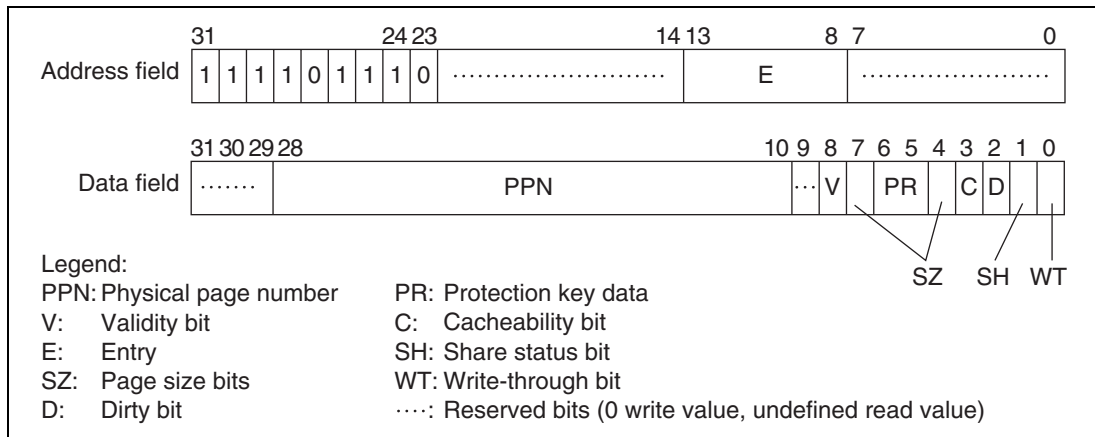 31 24 23 14 13 8 7 0
Address field 1 1 1 1 0 1 1 1 0 ........................ E .....................
31 30 29 28 10 9 8 7 6 5 4 3 2 1 0
Data field ....... PPN ... V PR C D
SZ SH WT
Legend:
PPN: Physical page number PR: Protection key data
V: Validity bit C: Cacheability bit
E: Entry SH: Share status bit
SZ: Page size bits WT: Write-through bit
D: Dirty bit ....: Reserved bits (0 write value, undefined read value)